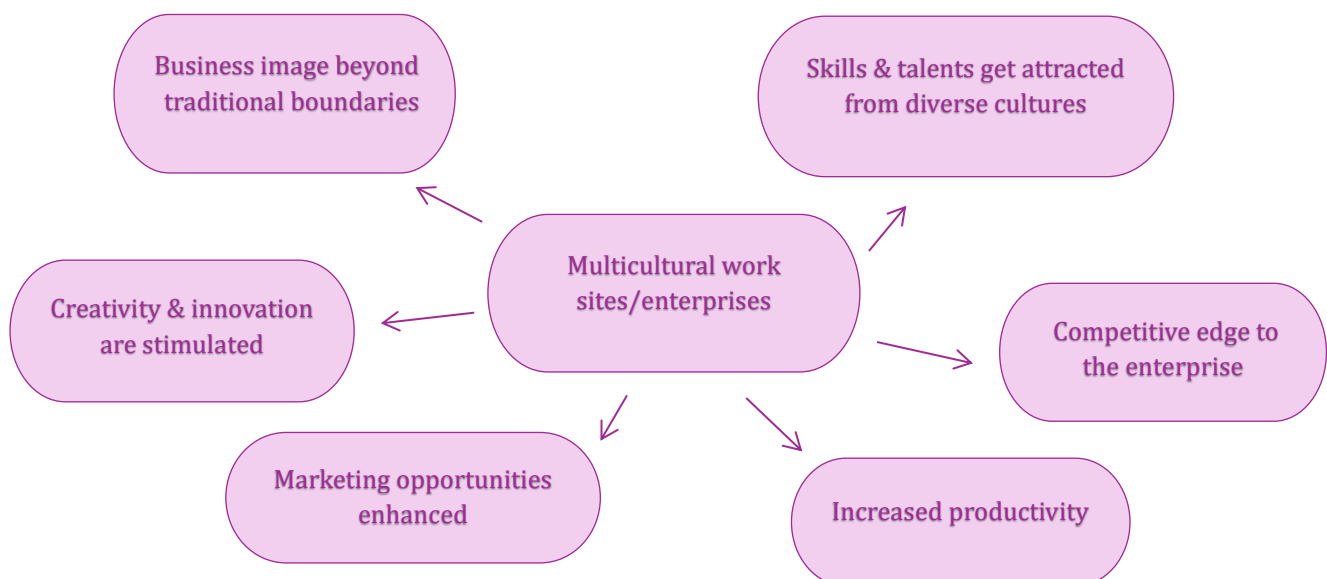 Business image beyond
traditional boundaries
Skills & talents get attracted
from diverse cultures
Multicultural work
sites/enterprises
Creativity & innovation
are stimulated
Competitive edge to
the enterprise
Marketing opportunities
enhanced
Increased productivity